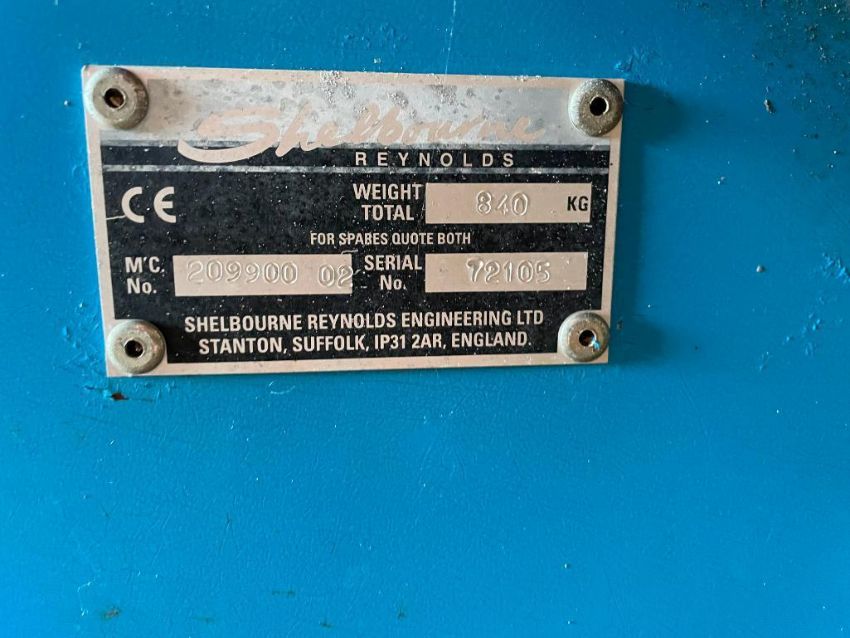 Shelbourne
REYNOLDS
CE
WEIGHT TOTAL 840 KG
FOR SPARES QUOTE BOTH
M'C. No. 209900 02 SERIAL No. 72105
SHELBOURNE REYNOLDS ENGINEERING LTD
STANTON, SUFFOLK, IP31 2AR, ENGLAND.